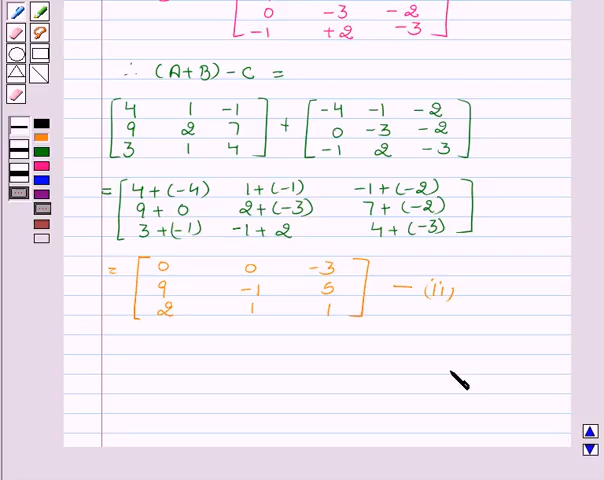 0 -3 -2
-1 +2 -3
∴ (A+B)-C =
[4 1 -1] [-4 -1 -2]
[9 2 7] + [0 -3 -2]
[3 1 4] [-1 2 -3]
= [4+(-4) 1+(-1) -1+(-2)]
[9+0 2+(-3) 7+(-2)]
[3+(-1) -1+2 4+(-3)]
= [0 0 -3]
[9 -1 5] — (ii)
[2 1 1]